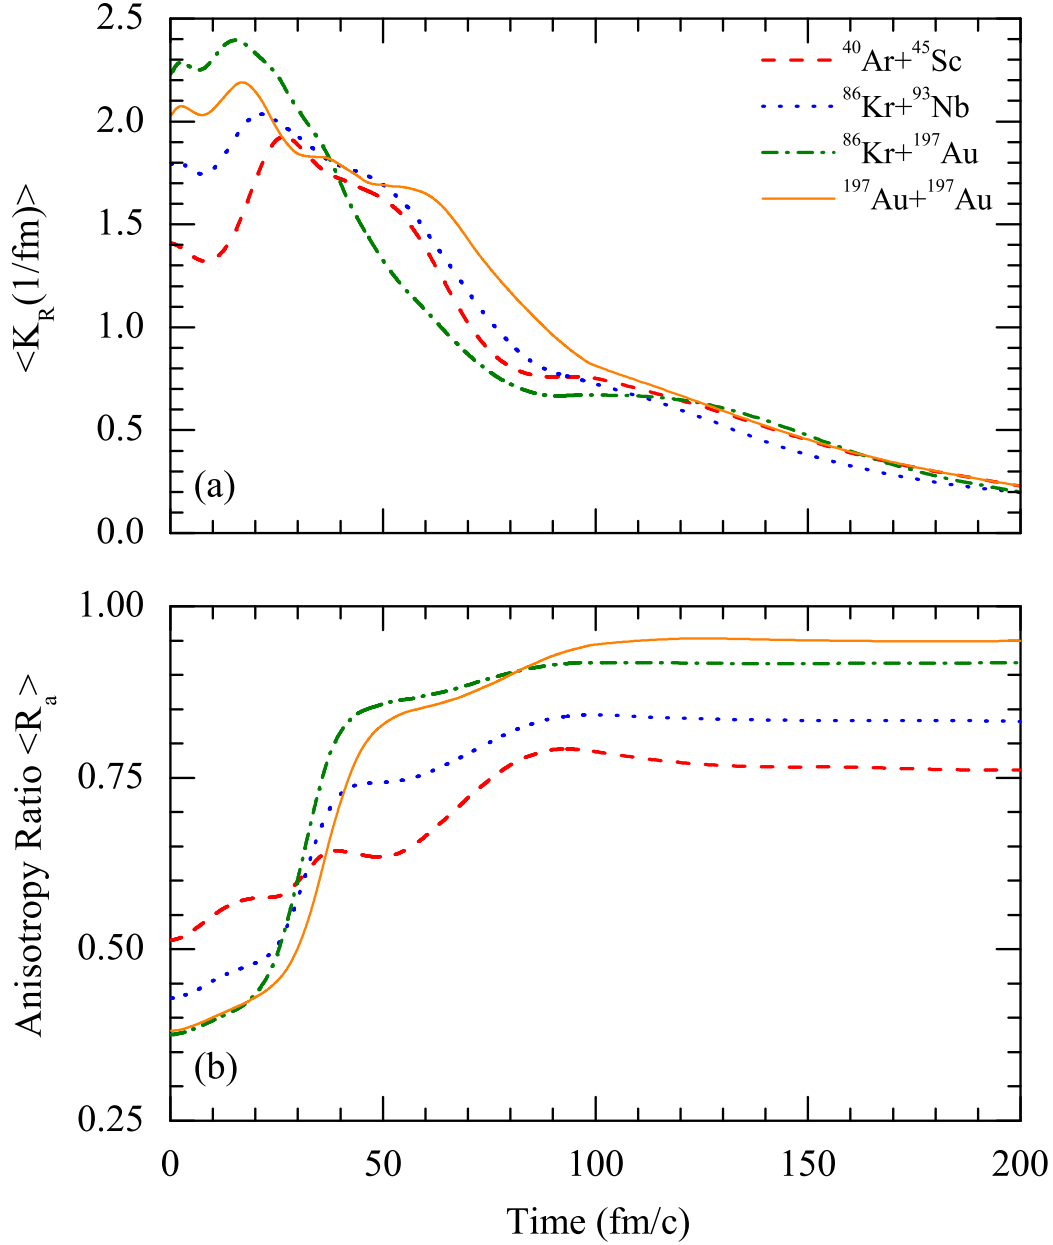 2.5
2.0
1.5
1.0
0.5
0.0
<K_R(1/fm)>
⁴⁰Ar+⁴⁵Sc
⁸⁶Kr+⁹³Nb
⁸⁶Kr+¹⁹⁷Au
¹⁹⁷Au+¹⁹⁷Au
(a)
1.00
0.75
0.50
0.25
Anisotropy Ratio <R_a>
(b)
0 50 100 150 200
Time (fm/c)